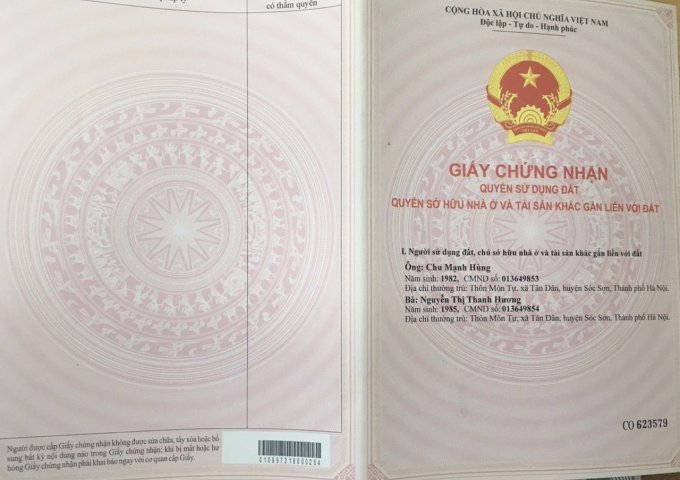 có thẩm quyền
Người được cấp Giấy chứng nhận không được sửa chữa, tẩy xóa hoặc bổ
sung bất kỳ nội dung nào trong Giấy chứng nhận; khi bị mất hoặc hư
hỏng Giấy chứng nhận phải khai báo ngay với cơ quan cấp Giấy.
CỘNG HÒA XÃ HỘI CHỦ NGHĨA VIỆT NAM
Độc lập - Tự do - Hạnh phúc
GIẤY CHỨNG NHẬN
QUYỀN SỬ DỤNG ĐẤT
QUYỀN SỞ HỮU NHÀ Ở VÀ TÀI SẢN KHÁC GẮN LIỀN VỚI ĐẤT
I. Người sử dụng đất, chủ sở hữu nhà ở và tài sản khác gắn liền với đất
Ông: Chu Mạnh Hùng
Năm sinh: 1982, CMND số: 013649853
Địa chỉ thường trú: Thôn Môn Tự, xã Tân Dân, huyện Sóc Sơn, Thành phố Hà Nội.
Bà: Nguyễn Thị Thanh Hương
Năm sinh: 1985, CMND số: 013649854
Địa chỉ thường trú: Thôn Môn Tự, xã Tân Dân, huyện Sóc Sơn, Thành phố Hà Nội.
CO 623579